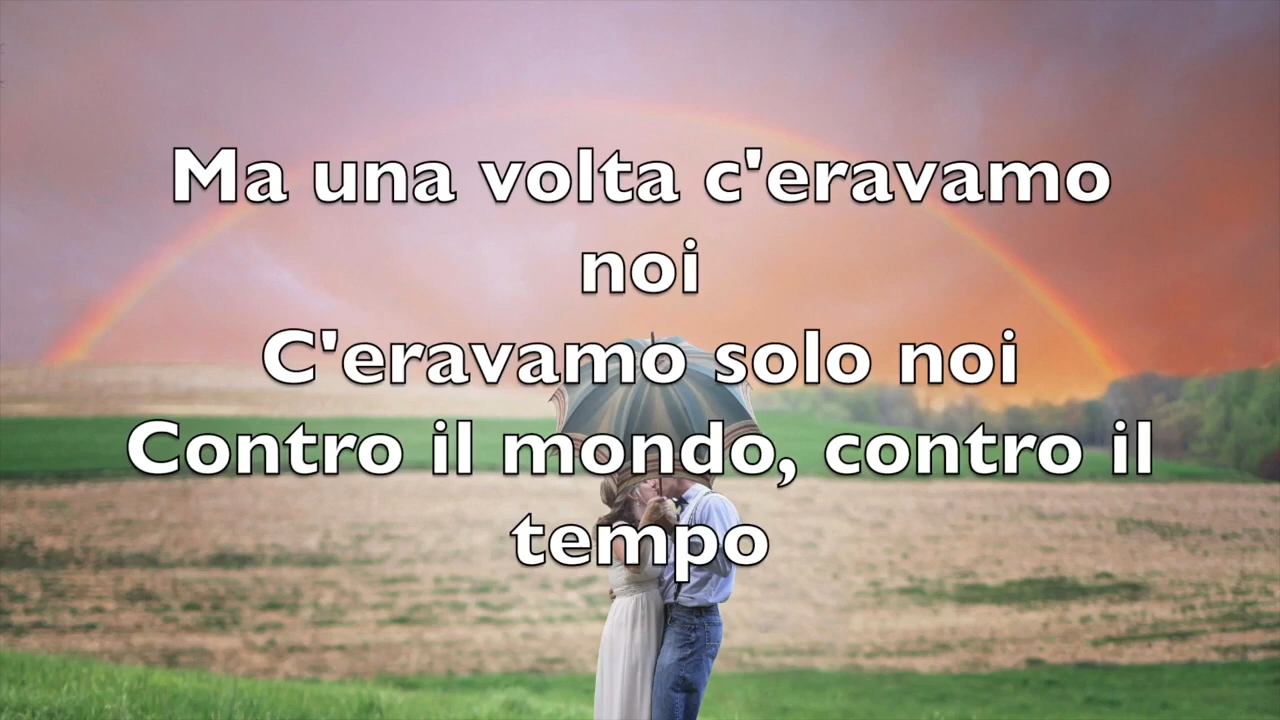 Ma una volta c'eravamo
noi
C'eravamo solo noi
Contro il mondo, contro il
tempo